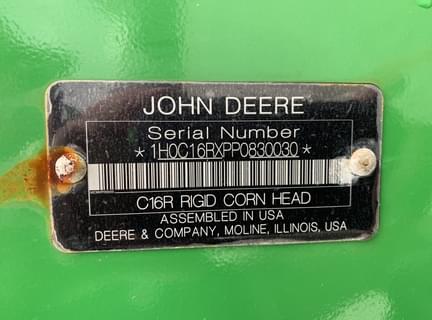 JOHN DEERE
Serial Number
*1H0C16RXPP0830030*
C16R RIGID CORN HEAD
ASSEMBLED IN USA
DEERE & COMPANY, MOLINE, ILLINOIS, USA